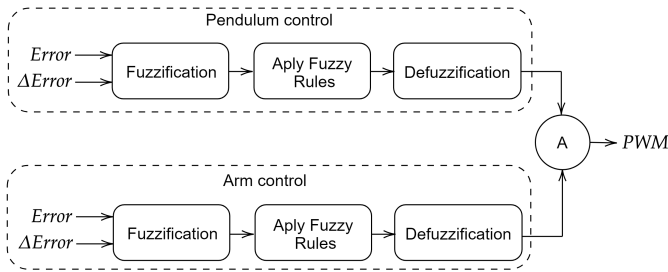 Pendulum control
Error
ΔError
Fuzzification
Aply Fuzzy
Rules
Defuzzification
A
PWM
Arm control
Error
ΔError
Fuzzification
Aply Fuzzy
Rules
Defuzzification